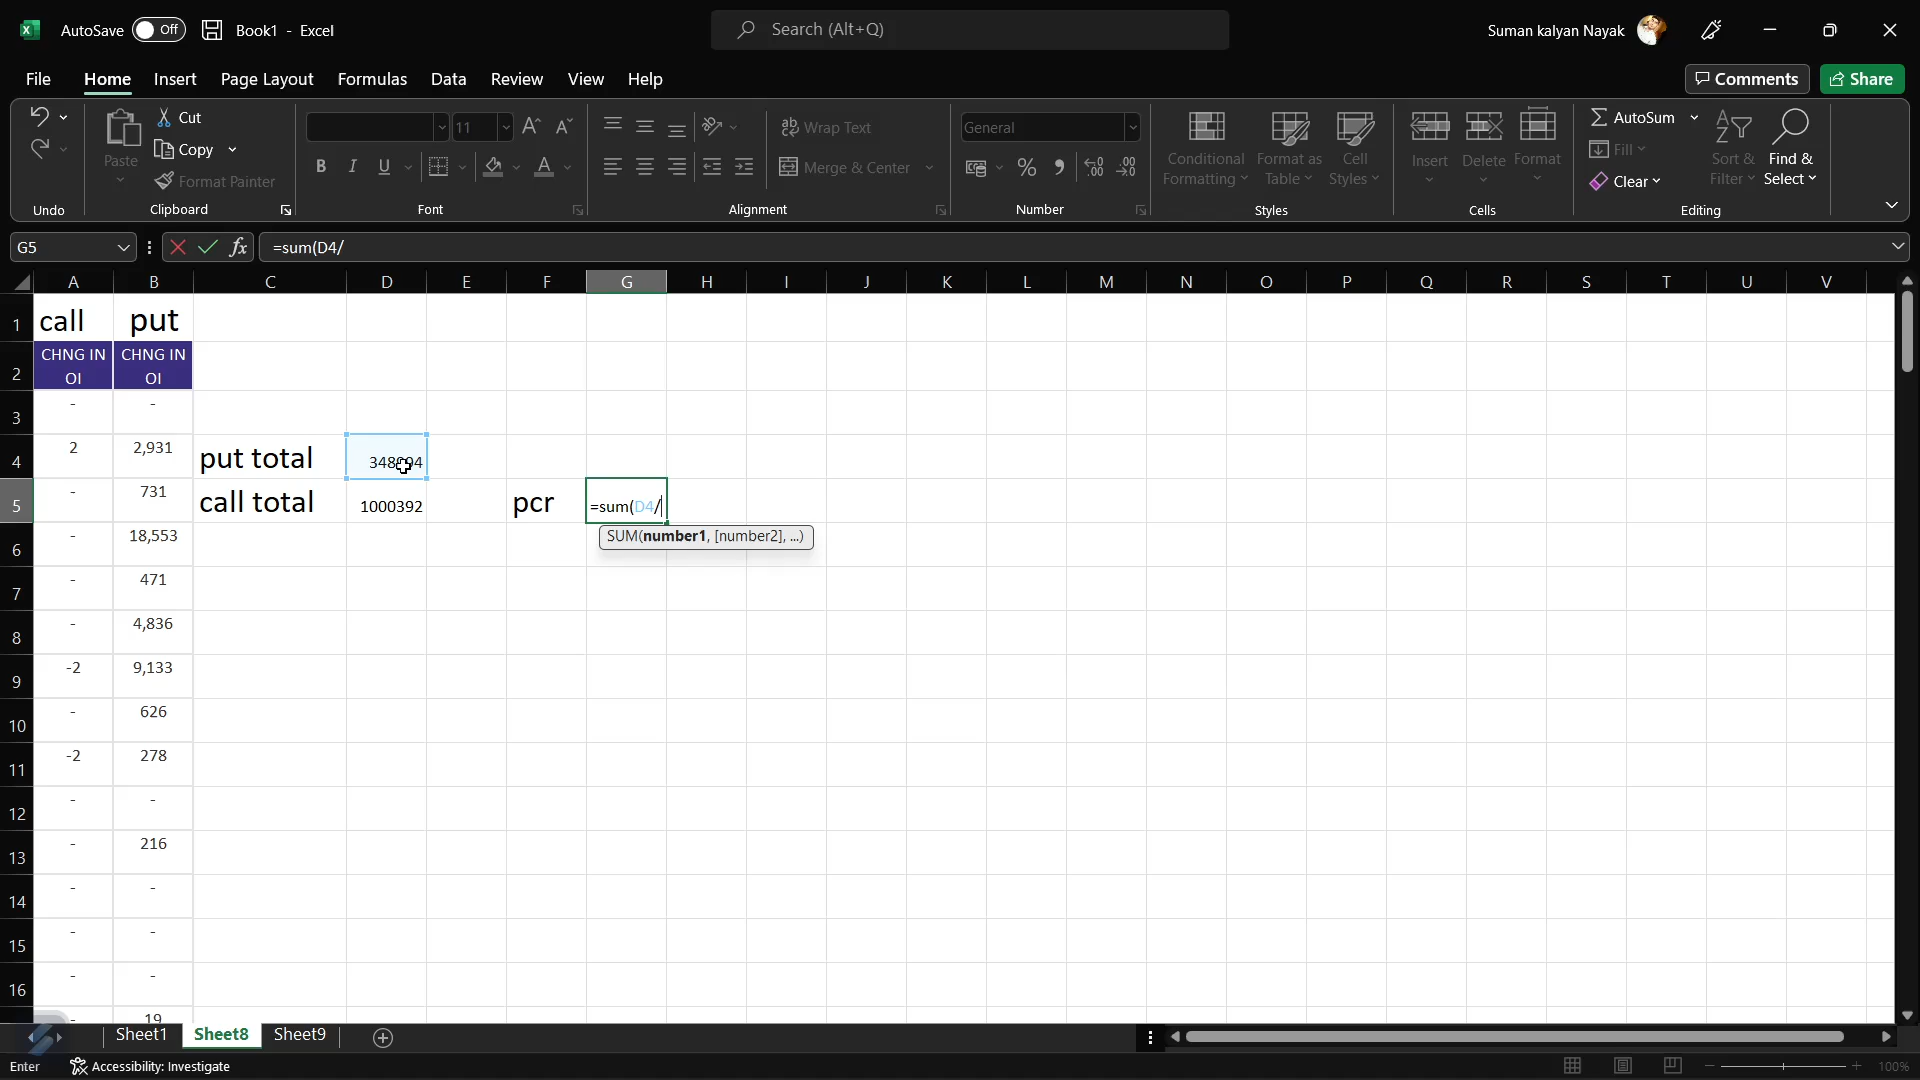 AutoSave Off Book1 - Excel Search (Alt+Q) Suman kalyan Nayak
File Home Insert Page Layout Formulas Data Review View Help Comments Share
Undo
Paste Cut Copy Format Painter
Clipboard
11
B I U A
Font
Wrap Text
Merge & Center
Alignment
General
Number
Conditional Formatting Format as Table Cell Styles
Styles
Insert Delete Format
Cells
AutoSum Fill Clear
Sort & Filter Find & Select
Editing
G5 fx =sum(D4/
A B C D E F G H I J K L M N O P Q R S T U V
1 call put
2 CHNG IN OI CHNG IN OI
3 - -
4 2 2,931 put total
5 - 731 call total 1000392 pcr =sum(D4/
SUM(number1, [number2], ...)
6 - 18,553
7 - 471
8 - 4,836
9 -2 9,133
10 - 626
11 -2 278
12 - -
13 - 216
14 - -
15 - -
16 - -
- 19
Sheet1 Sheet8 Sheet9
Enter Accessibility: Investigate 100%